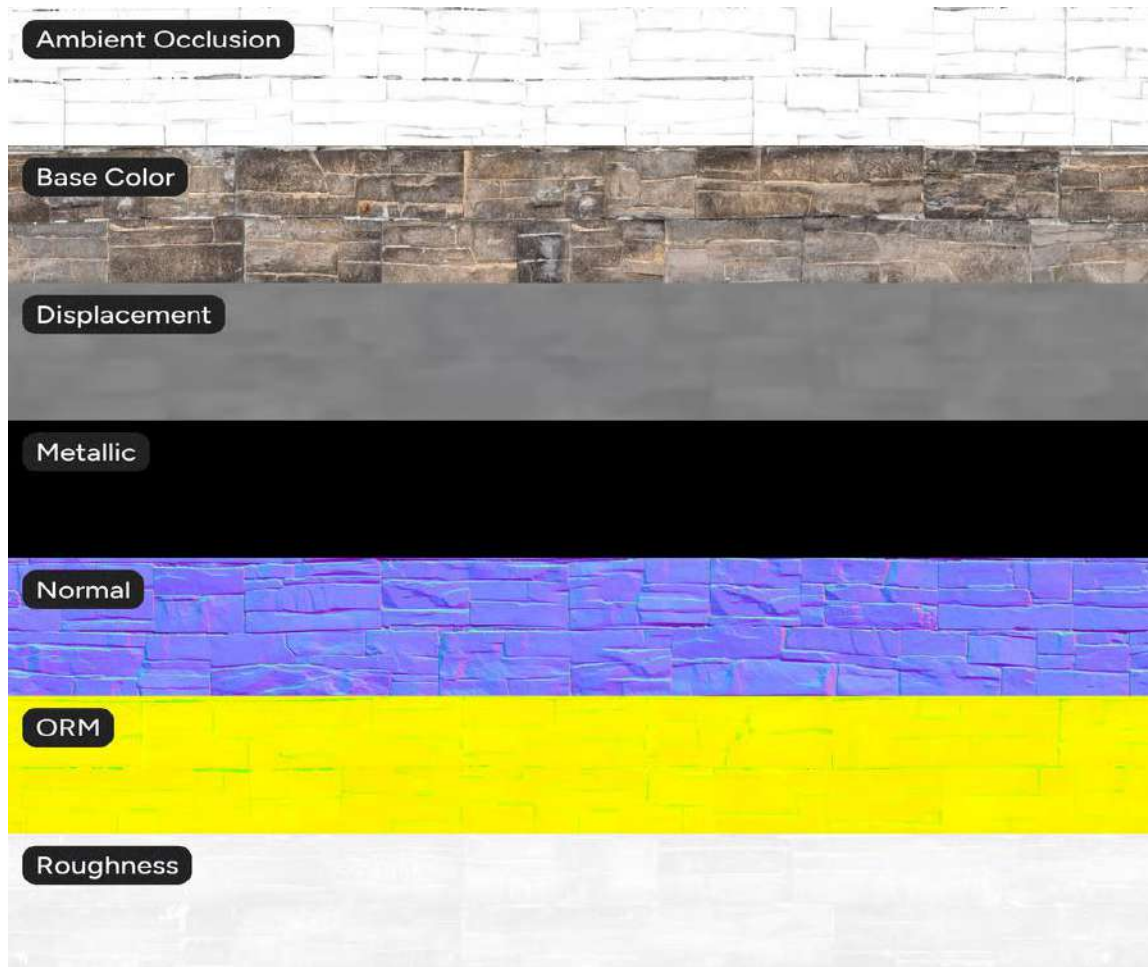 Ambient Occlusion
Base Color
Displacement
Metallic
Normal
ORM
Roughness